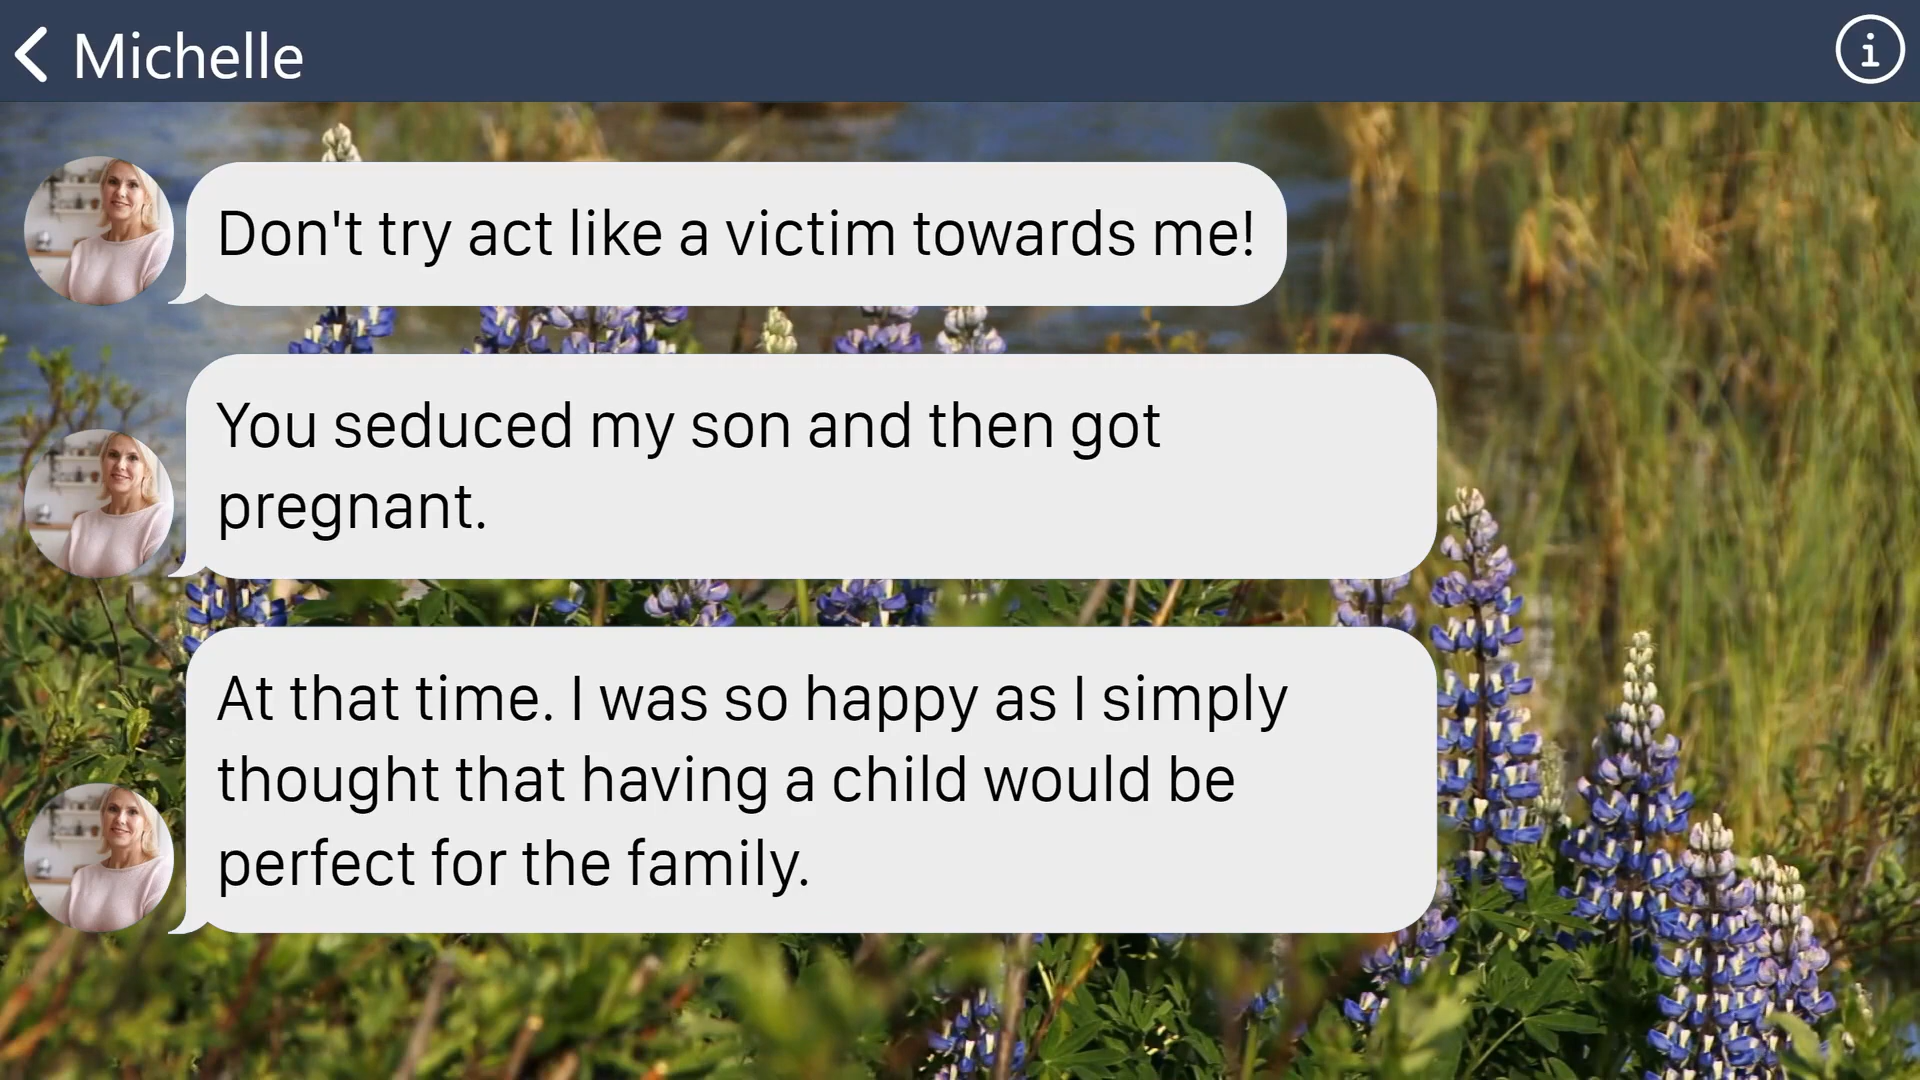 Michelle
Don't try act like a victim towards me!
You seduced my son and then got
pregnant.
At that time. I was so happy as I simply
thought that having a child would be
perfect for the family.